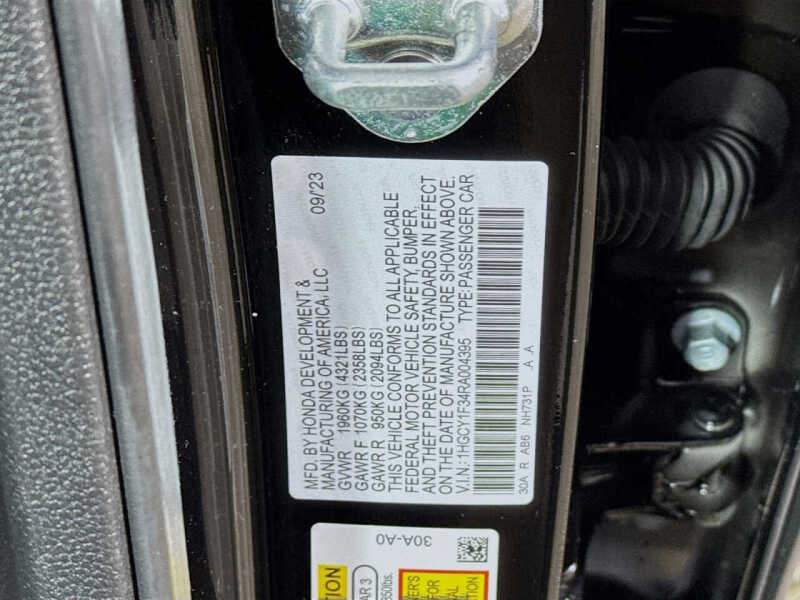 MFD. BY HONDA DEVELOPMENT &
MANUFACTURING OF AMERICA, LLC 09/'23
GVWR 1960KG (4321LBS)
GAWR F 1070KG (2358LBS)
GAWR R 950KG (2094LBS)
THIS VEHICLE CONFORMS TO ALL APPLICABLE
FEDERAL MOTOR VEHICLE SAFETY, BUMPER,
AND THEFT PREVENTION STANDARDS IN EFFECT
ON THE DATE OF MANUFACTURE SHOWN ABOVE.
V.I.N.:1HGCY1F34RA004395 TYPE: PASSENGER CAR
30A R AB6 NH731P A A
30A-A0